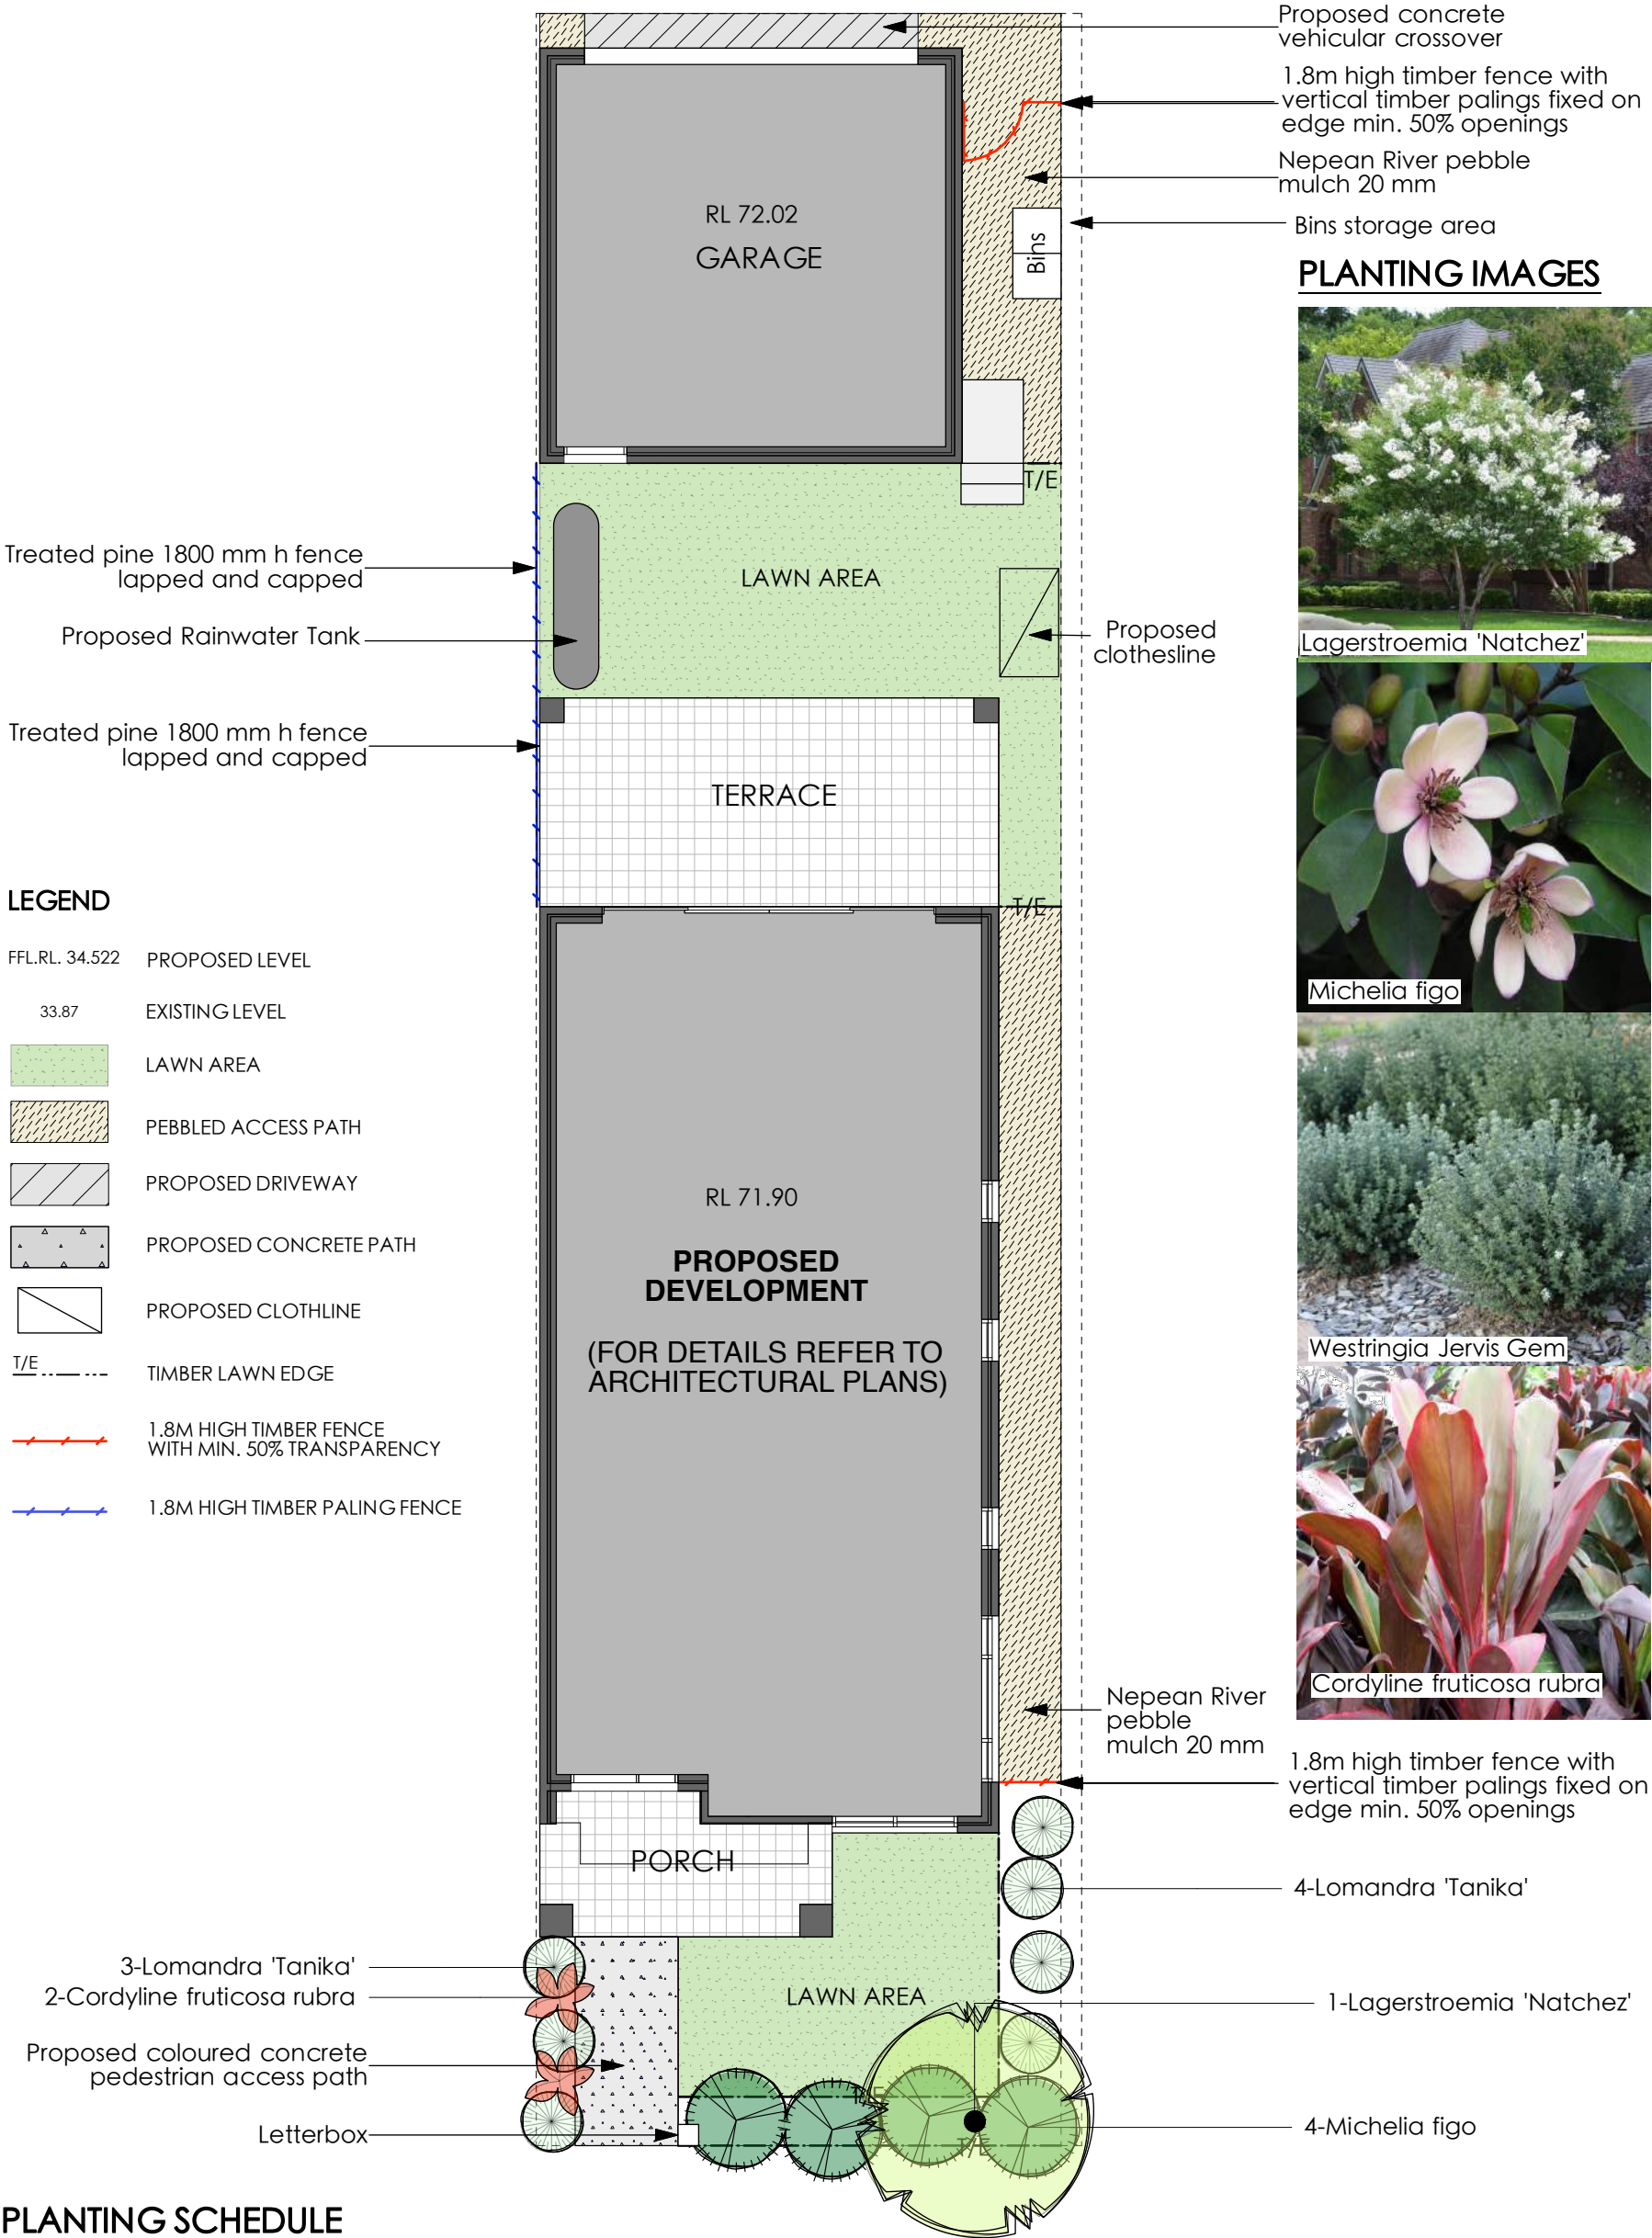 Proposed concrete
vehicular crossover
1.8m high timber fence with
vertical timber palings fixed on
edge min. 50% openings
Nepean River pebble
mulch 20 mm
Bins storage area
Bins
RL 72.02
GARAGE
PLANTING IMAGES
Lagerstroemia 'Natchez'
Michelia figo
Westringia Jervis Gem
Cordyline fruticosa rubra
T/E
LAWN AREA
Treated pine 1800 mm h fence
lapped and capped
Proposed Rainwater Tank
Proposed
clothesline
Treated pine 1800 mm h fence
lapped and capped
TERRACE
T/E
LEGEND
FFL.RL. 34.522 PROPOSED LEVEL
33.87 EXISTING LEVEL
LAWN AREA
PEBBLED ACCESS PATH
PROPOSED DRIVEWAY
PROPOSED CONCRETE PATH
PROPOSED CLOTHLINE
T/E TIMBER LAWN EDGE
1.8M HIGH TIMBER FENCE
WITH MIN. 50% TRANSPARENCY
1.8M HIGH TIMBER PALING FENCE
RL 71.90
PROPOSED
DEVELOPMENT
(FOR DETAILS REFER TO
ARCHITECTURAL PLANS)
Nepean River
pebble
mulch 20 mm
1.8m high timber fence with
vertical timber palings fixed on
edge min. 50% openings
PORCH
4-Lomandra 'Tanika'
3-Lomandra 'Tanika'
2-Cordyline fruticosa rubra
LAWN AREA
1-Lagerstroemia 'Natchez'
Proposed coloured concrete
pedestrian access path
T/E
Letterbox
4-Michelia figo
T/E
PLANTING SCHEDULE